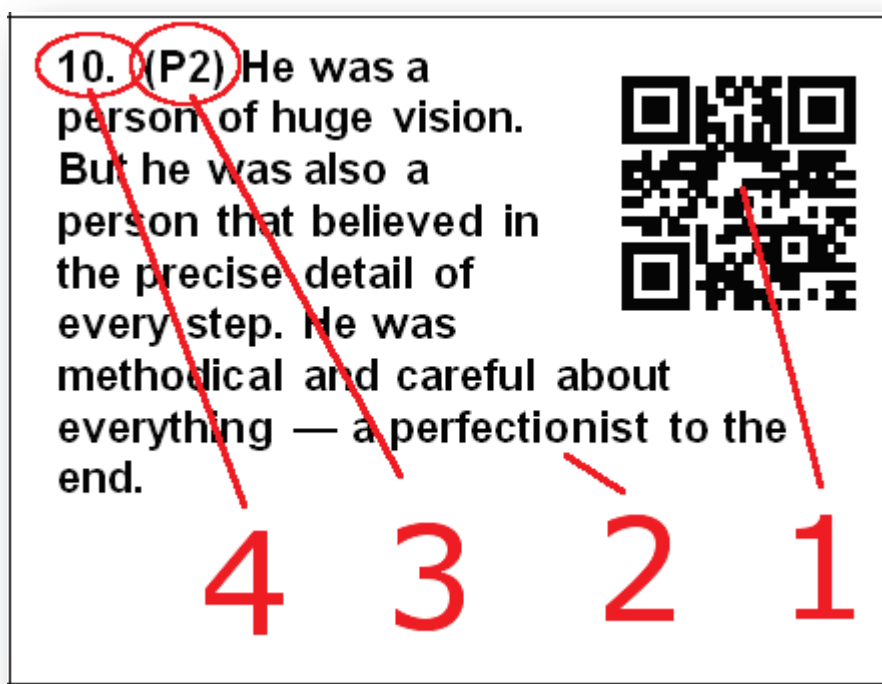 10. (P2) He was a
person of huge vision.
But he was also a
person that believed in
the precise detail of
every step. He was
methodical and careful about
everything — a perfectionist to the
end.
4 3 2 1